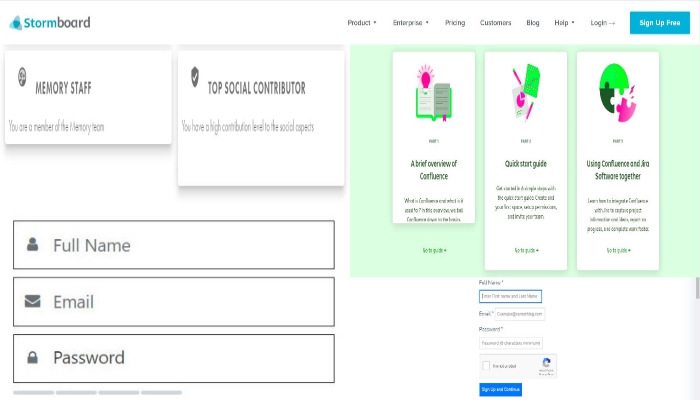 Stormboard
Product Enterprise Pricing Customers Blog Help Login → Sign Up Free
MEMORY STAFF
You are a member of the Memory team
TOP SOCIAL CONTRIBUTOR
You have a high contribution level to the social aspects
Full Name
Email
Password
PART 1
A brief overview of
Confluence
What is Confluence and what is it
used for? In this overview, we boil
Confluence down to the basics.
Go to guide
PART 2
Quick start guide
Get started in 6 simple steps with
the quick start guide. Create and
your first space, set up permissions,
and invite your team.
Go to guide
PART 3
Using Confluence and Jira
Software together
Learn how to integrate Confluence
with Jira to capture project
information and ideas, report on
progress, and complete work faster.
Go to guide
Full Name *
Enter First name and Last Name
Email *
Password *
Password (8 characters minimum)
I'm not a robot
Sign Up and Continue